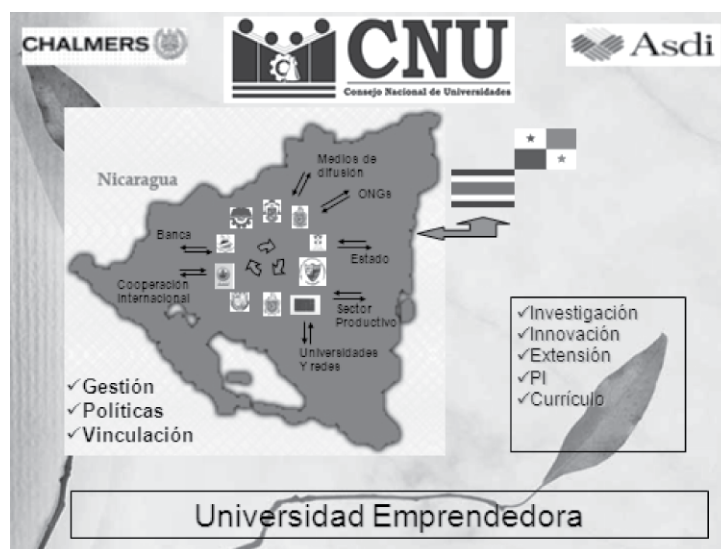 CHALMERS
CNU
Consejo Nacional de Universidades
Asdi
Nicaragua
Medios de
difusión
ONGs
Banca
Estado
Cooperación
Internacional
Sector
Productivo
Universidades
Y redes
✓Gestión
✓Políticas
✓Vinculación
✓Investigación
✓Innovación
✓Extensión
✓PI
✓Currículo
Universidad Emprendedora